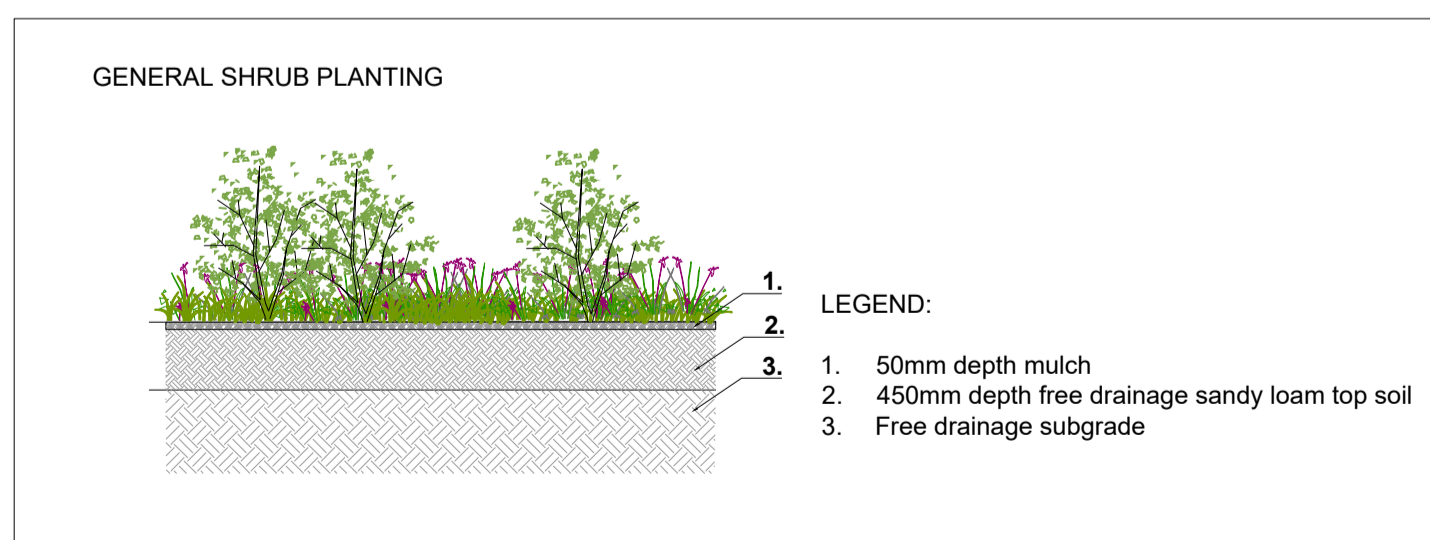 GENERAL SHRUB PLANTING
1.
2.
3.
LEGEND:
1. 50mm depth mulch
2. 450mm depth free drainage sandy loam top soil
3. Free drainage subgrade